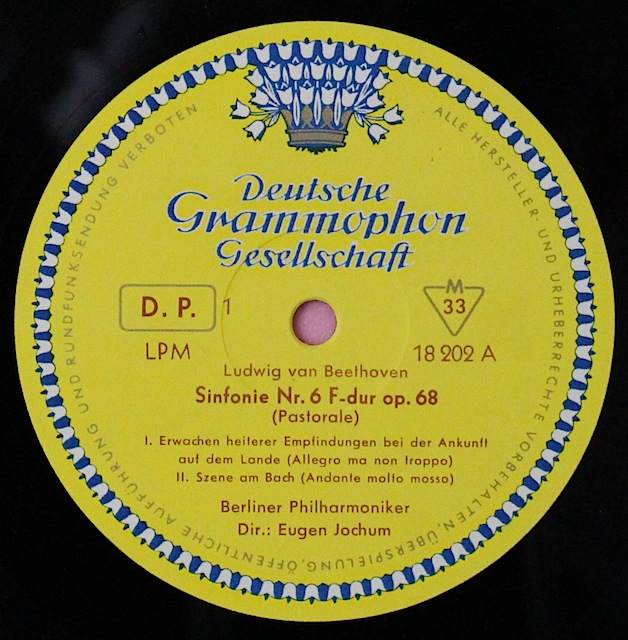 Deutsche
Grammophon
Gesellschaft
D. P.
1
M
33
LPM
18 202 A
Ludwig van Beethoven
Sinfonie Nr. 6 F-dur op. 68
(Pastorale)
I. Erwachen heiterer Empfindungen bei der Ankunft
auf dem Lande (Allegro ma non troppo)
II. Szene am Bach (Andante molto mosso)
Berliner Philharmoniker
Dir.: Eugen Jochum
ALLE HERSTELLER- UND URHEBERRECHTE VORBEHALTEN, ÜBERSPIELUNG, ÖFFENTLICHE AUFFÜHRUNG UND RUNDFUNKSENDUNG VERBOTEN